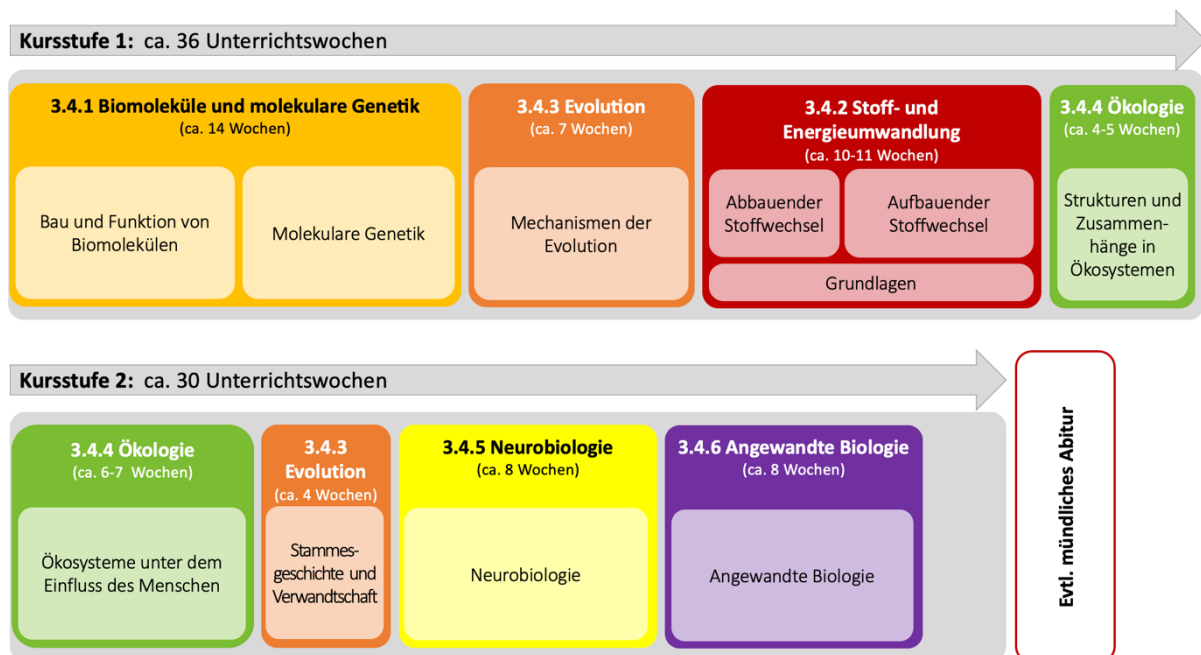 Kursstufe 1: ca. 36 Unterrichtswochen
3.4.1 Biomoleküle und molekulare Genetik
(ca. 14 Wochen)
Bau und Funktion von
Biomolekülen
Molekulare Genetik
3.4.3 Evolution
(ca. 7 Wochen)
Mechanismen der
Evolution
3.4.2 Stoff- und
Energieumwandlung
(ca. 10-11 Wochen)
Abbauender
Stoffwechsel
Aufbauender
Stoffwechsel
Grundlagen
3.4.4 Ökologie
(ca. 4-5 Wochen)
Strukturen und
Zusammen-
hänge in
Ökosystemen
Kursstufe 2: ca. 30 Unterrichtswochen
3.4.4 Ökologie
(ca. 6-7 Wochen)
Ökosysteme unter dem
Einfluss des Menschen
3.4.3
Evolution
(ca. 4 Wochen)
Stammes-
geschichte und
Verwandtschaft
3.4.5 Neurobiologie
(ca. 8 Wochen)
Neurobiologie
3.4.6 Angewandte Biologie
(ca. 8 Wochen)
Angewandte Biologie
Evtl. mündliches Abitur